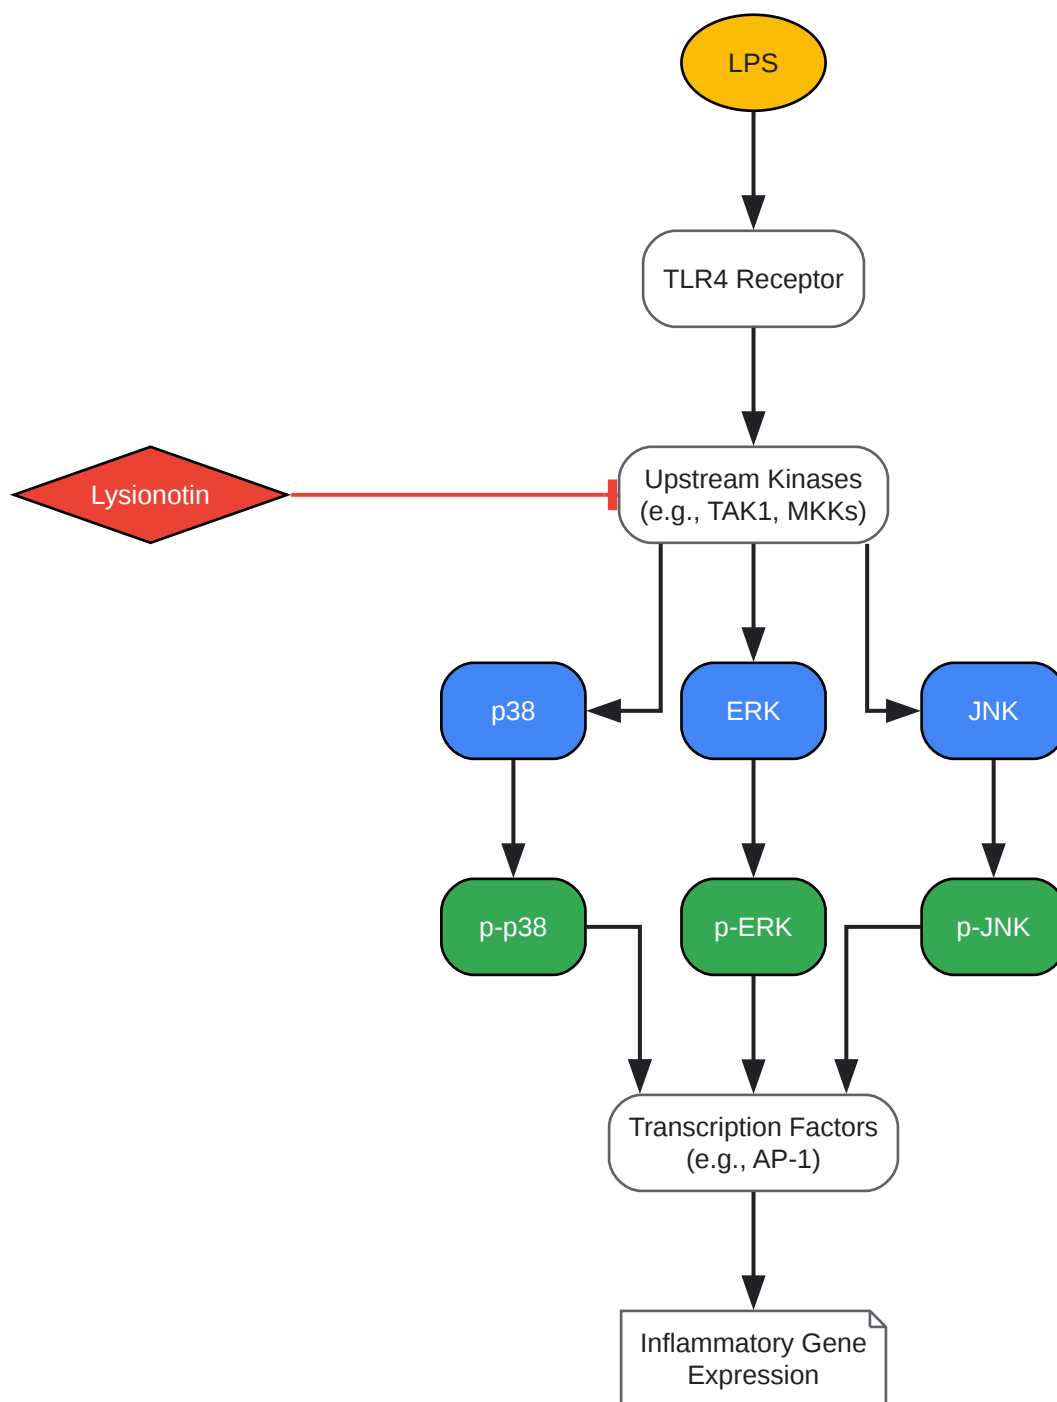 LPS
TLR4 Receptor
Upstream Kinases
(e.g., TAK1, MKKs)
Lysionotin
p38
ERK
JNK
p-p38
p-ERK
p-JNK
Transcription Factors
(e.g., AP-1)
Inflammatory Gene
Expression